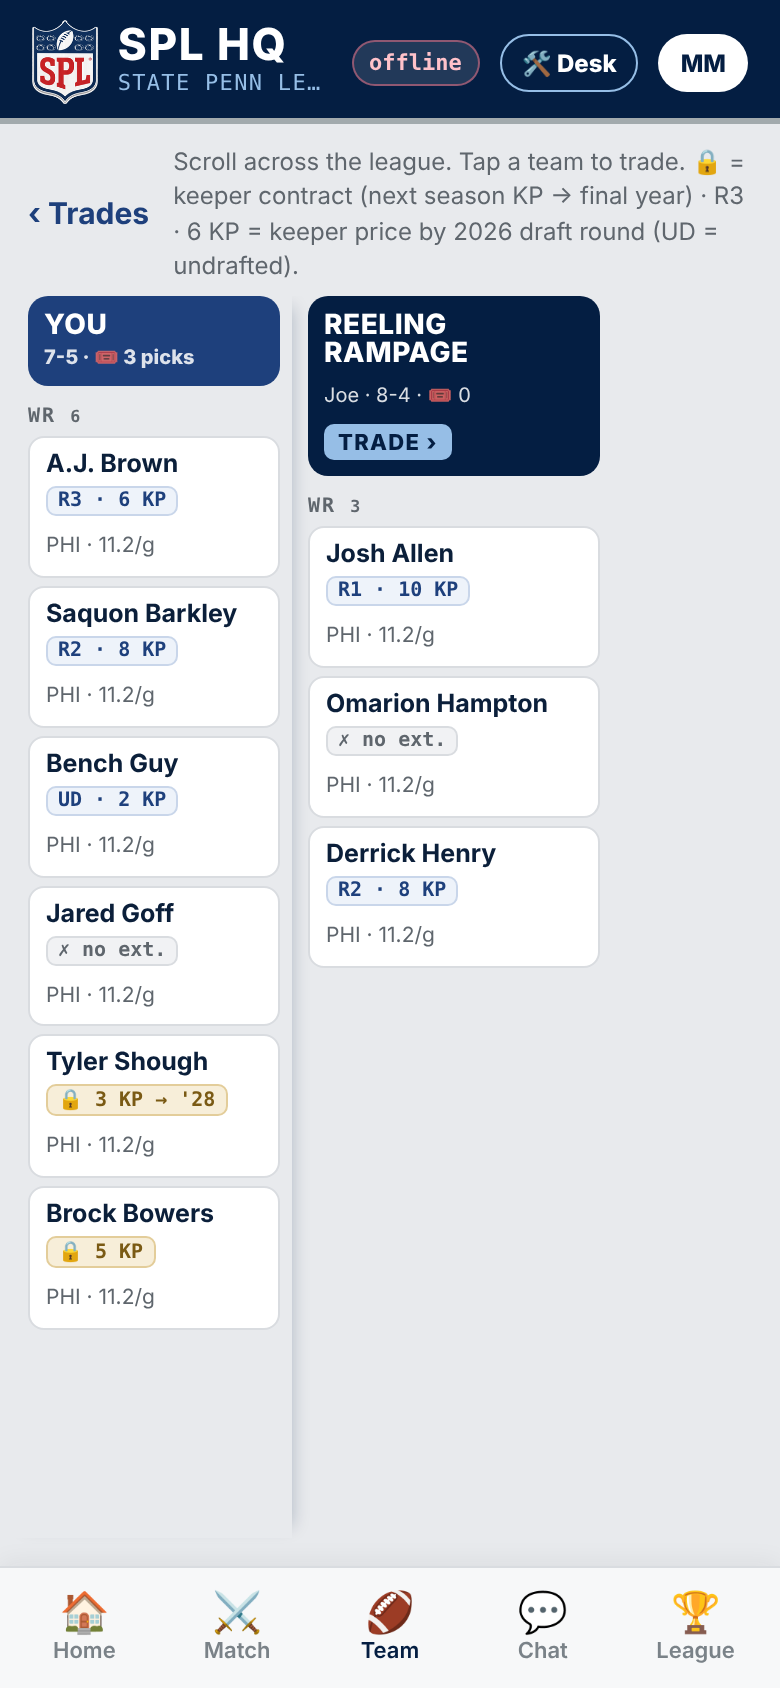 SPL
SPL HQ
STATE PENN LE…
offline
🛠️ Desk
MM
‹ Trades
Scroll across the league. Tap a team to trade. 🔒 =
keeper contract (next season KP → final year) · R3
· 6 KP = keeper price by 2026 draft round (UD =
undrafted).
YOU
7-5 · 🎟️ 3 picks
WR 6
A.J. Brown
R3 · 6 KP
PHI · 11.2/g
Saquon Barkley
R2 · 8 KP
PHI · 11.2/g
Bench Guy
UD · 2 KP
PHI · 11.2/g
Jared Goff
✗ no ext.
PHI · 11.2/g
Tyler Shough
🔒 3 KP → '28
PHI · 11.2/g
Brock Bowers
🔒 5 KP
PHI · 11.2/g
REELING
RAMPAGE
Joe · 8-4 · 🎟️ 0
TRADE ›
WR 3
Josh Allen
R1 · 10 KP
PHI · 11.2/g
Omarion Hampton
✗ no ext.
PHI · 11.2/g
Derrick Henry
R2 · 8 KP
PHI · 11.2/g
Home
Match
Team
Chat
League